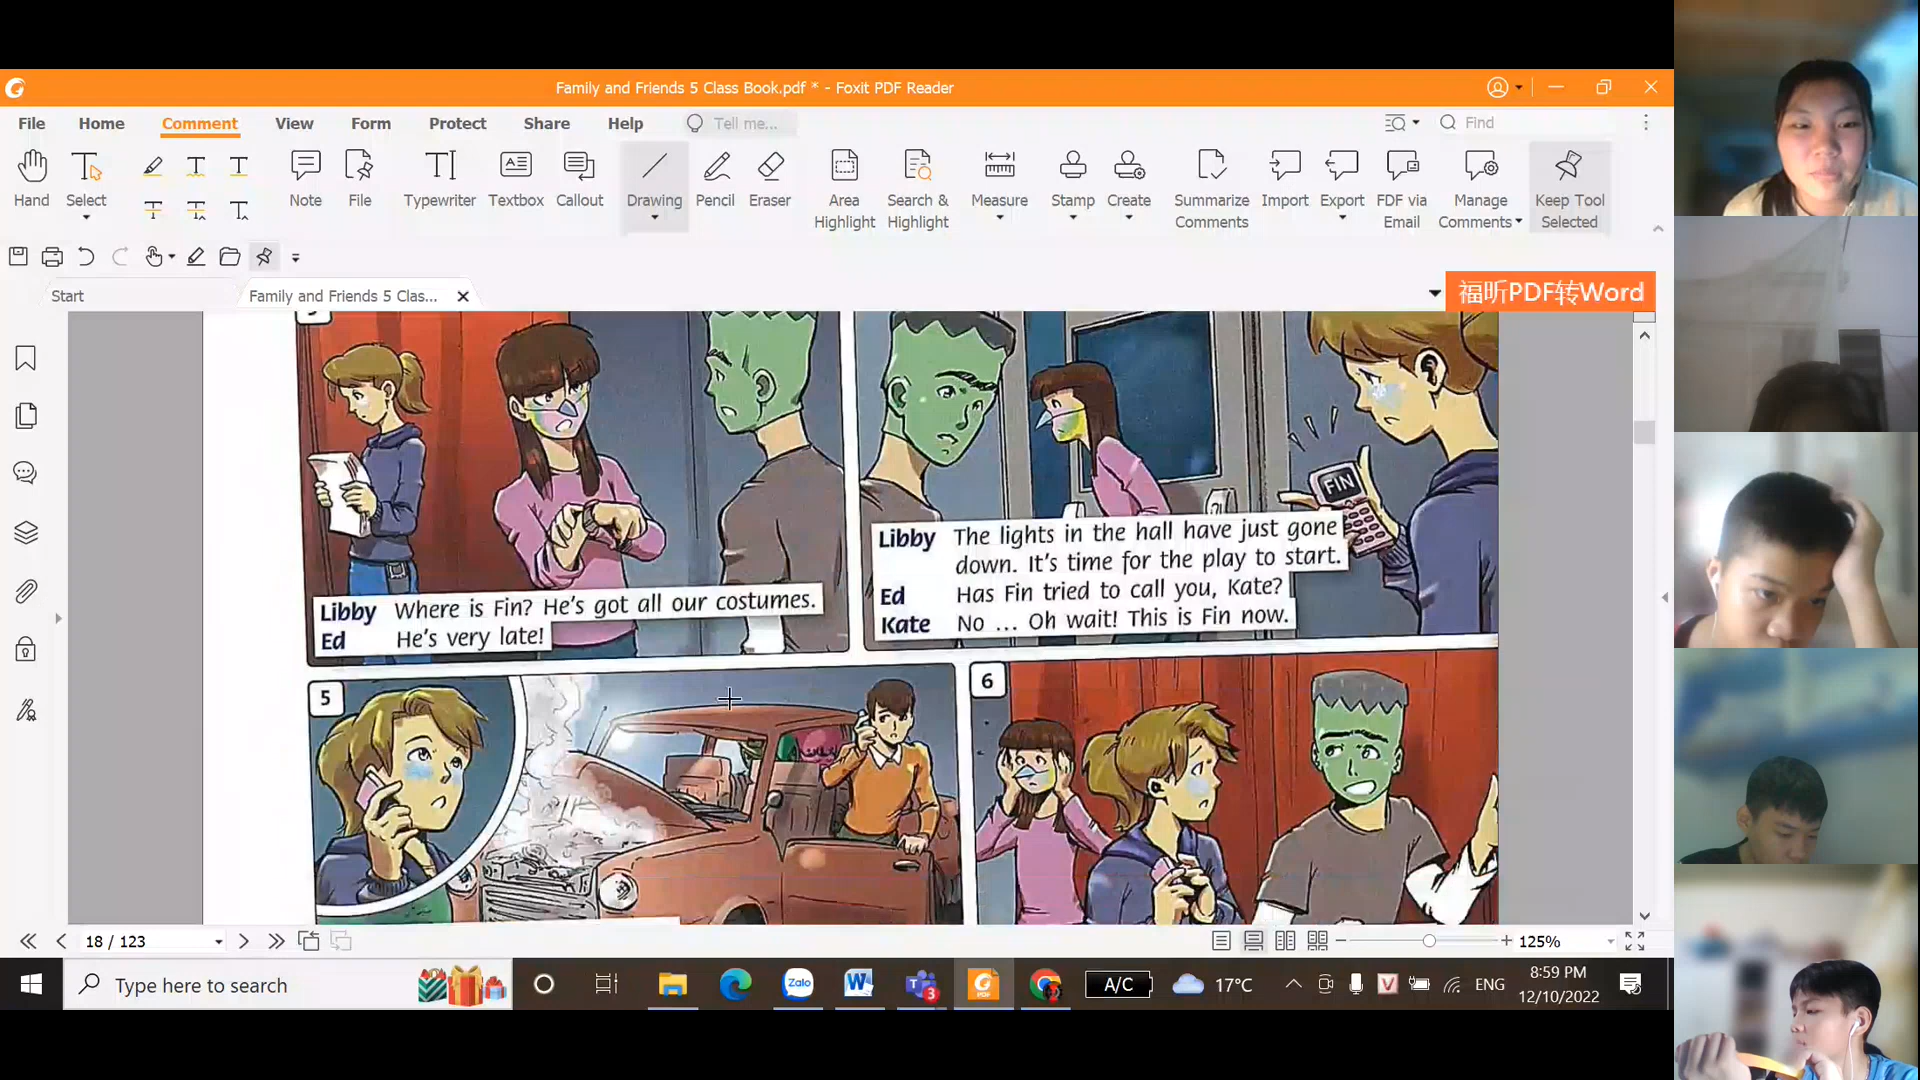 Family and Friends 5 Class Book.pdf * - Foxit PDF Reader
File Home Comment View Form Protect Share Help Tell me... Find
Hand Select Note File Typewriter Textbox Callout Drawing Pencil Eraser Area Highlight Search & Highlight Measure Stamp Create Summarize Comments Import Export FDF via Email Manage Comments Keep Tool Selected
Start Family and Friends 5 Clas... 福昕PDF转Word
Libby Where is Fin? He's got all our costumes.
Ed He's very late!
FIN
Libby The lights in the hall have just gone
down. It's time for the play to start.
Ed Has Fin tried to call you, Kate?
Kate No ... Oh wait! This is Fin now.
5
6
18 / 123 125%
Type here to search Zalo 3 PDF A/C 17°C V ENG 8:59 PM
12/10/2022